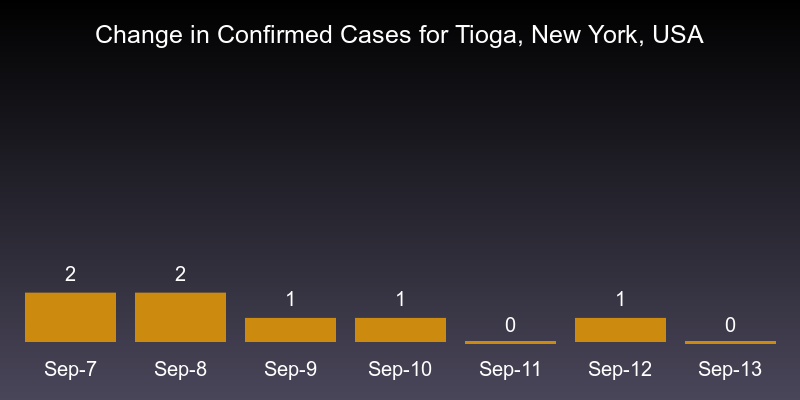 Change in Confirmed Cases for Tioga, New York, USA
2 2 1 1 0 1 0
Sep-7 Sep-8 Sep-9 Sep-10 Sep-11 Sep-12 Sep-13